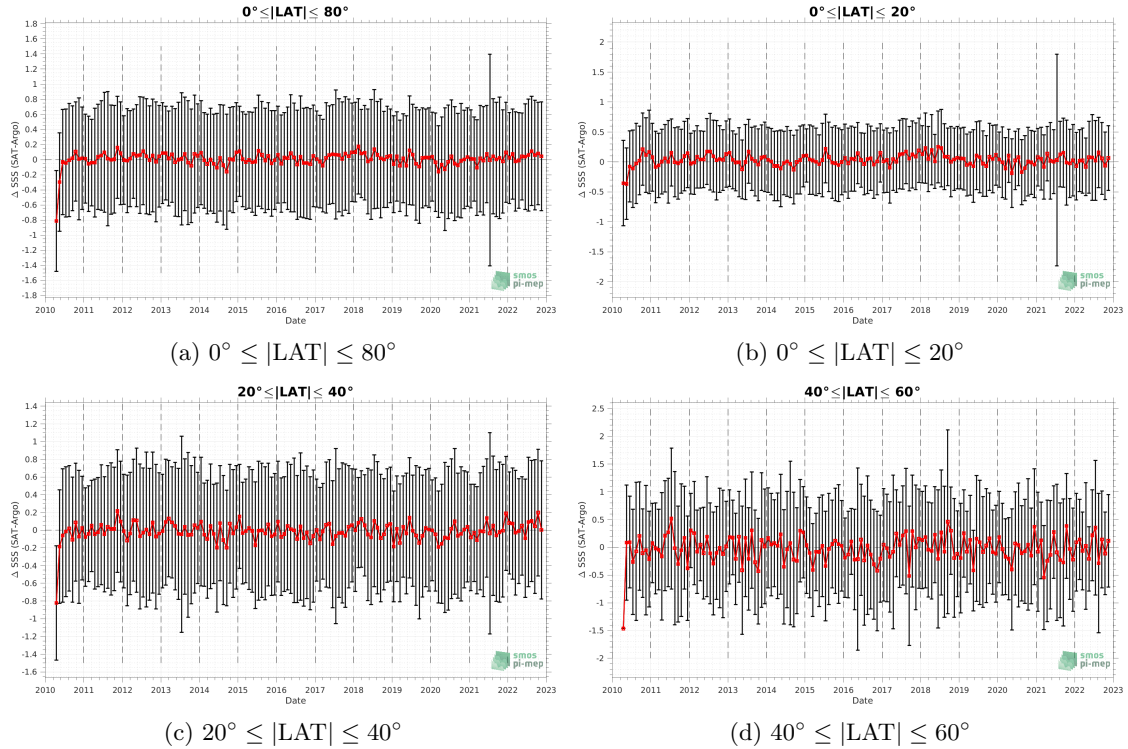 0°≤|LAT|≤ 80°
1.8
1.6
1.4
1.2
1
0.8
0.6
0.4
0.2
0
-0.2
-0.4
-0.6
-0.8
-1
-1.2
-1.4
-1.6
-1.8
Δ SSS (SAT-Argo)
2010 2011 2012 2013 2014 2015 2016 2017 2018 2019 2020 2021 2022 2023
Date
smos
pi-mep
(a) 0° ≤ |LAT| ≤ 80°
0°≤|LAT|≤ 20°
2
1.5
1
0.5
0
-0.5
-1
-1.5
-2
Δ SSS (SAT-Argo)
2010 2011 2012 2013 2014 2015 2016 2017 2018 2019 2020 2021 2022 2023
Date
smos
pi-mep
(b) 0° ≤ |LAT| ≤ 20°
20°≤|LAT|≤ 40°
1.4
1.2
1
0.8
0.6
0.4
0.2
0
-0.2
-0.4
-0.6
-0.8
-1
-1.2
-1.4
-1.6
Δ SSS (SAT-Argo)
2010 2011 2012 2013 2014 2015 2016 2017 2018 2019 2020 2021 2022 2023
Date
smos
pi-mep
(c) 20° ≤ |LAT| ≤ 40°
40°≤|LAT|≤ 60°
2.5
2
1.5
1
0.5
0
-0.5
-1
-1.5
-2
Δ SSS (SAT-Argo)
2010 2011 2012 2013 2014 2015 2016 2017 2018 2019 2020 2021 2022 2023
Date
smos
pi-mep
(d) 40° ≤ |LAT| ≤ 60°